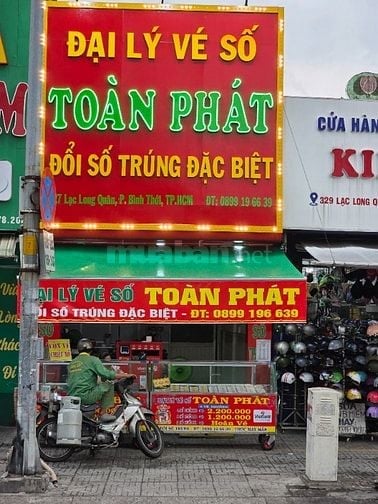 ĐẠI LÝ VÉ SỐ
TOÀN PHÁT
ĐỔI SỐ TRÚNG ĐẶC BIỆT
7 Lạc Long Quân, P. Bình Thới, TP.HCM ĐT: 0899 19 66 39
CỬA HÀN
KI
329 LẠC LONG Q
muaban.net
ĐẠI LÝ VÉ SỐ TOÀN PHÁT
ĐỔI SỐ TRÚNG ĐẶC BIỆT - ĐT: 0899 196 639
TOÀN PHÁT
2.200.000
1.200.000
Hoàn Vé